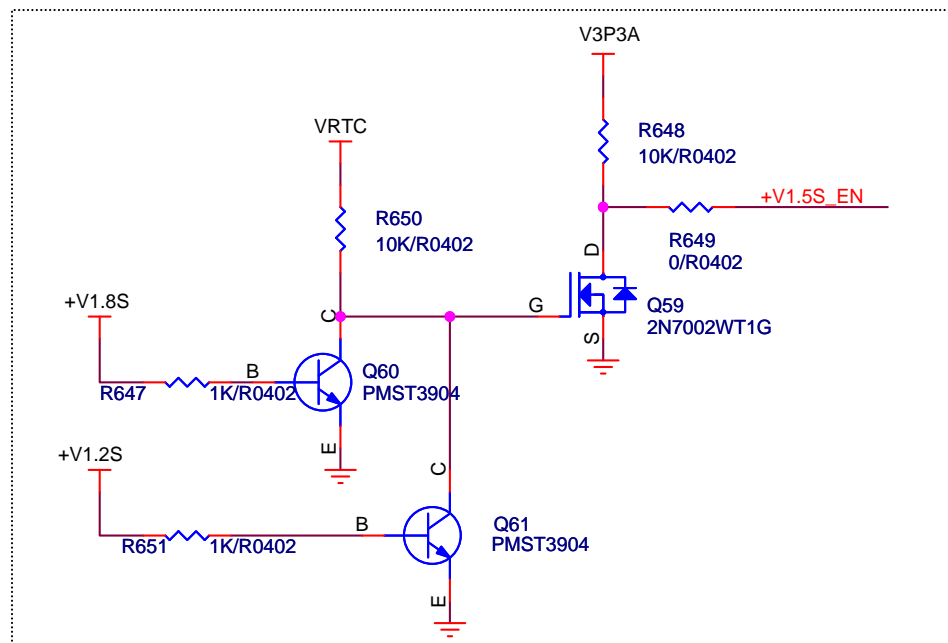 V3P3A
R648
10K/R0402
VRTC
+V1.5S_EN
R650
10K/R0402
R649
0/R0402
D
+V1.8S
G
Q59
2N7002WT1G
C
S
B
Q60
R647
1K/R0402
PMST3904
E
+V1.2S
C
B
Q61
R651
1K/R0402
PMST3904
E